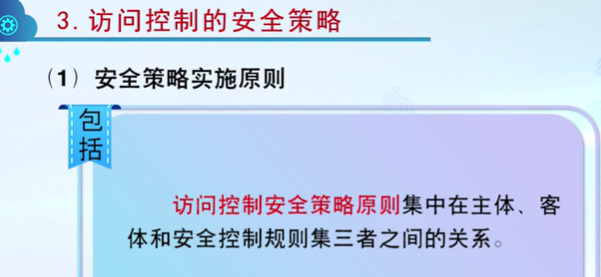 3.访问控制的安全策略
（1）安全策略实施原则
包
括
访问控制安全策略原则集中在主体、客
体和安全控制规则集三者之间的关系。